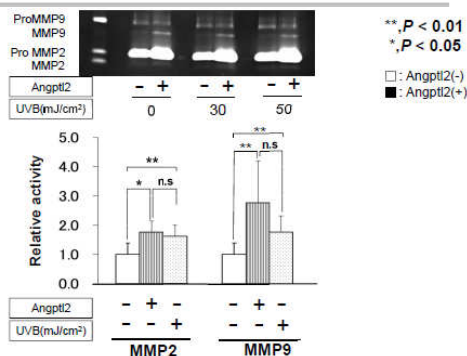 ProMMP9
MMP9
Pro MMP2
MMP2
**,P < 0.01
*,P < 0.05
□ : Angptl2(-)
■ : Angptl2(+)
Angptl2 - + - + - +
UVB(mJ/cm²) 0 30 50
Relative activity
5.0
4.0
3.0
2.0
1.0
0.0
**
* n.s
**
** n.s
Angptl2 - + - - + -
UVB(mJ/cm²) - - + - - +
MMP2 MMP9